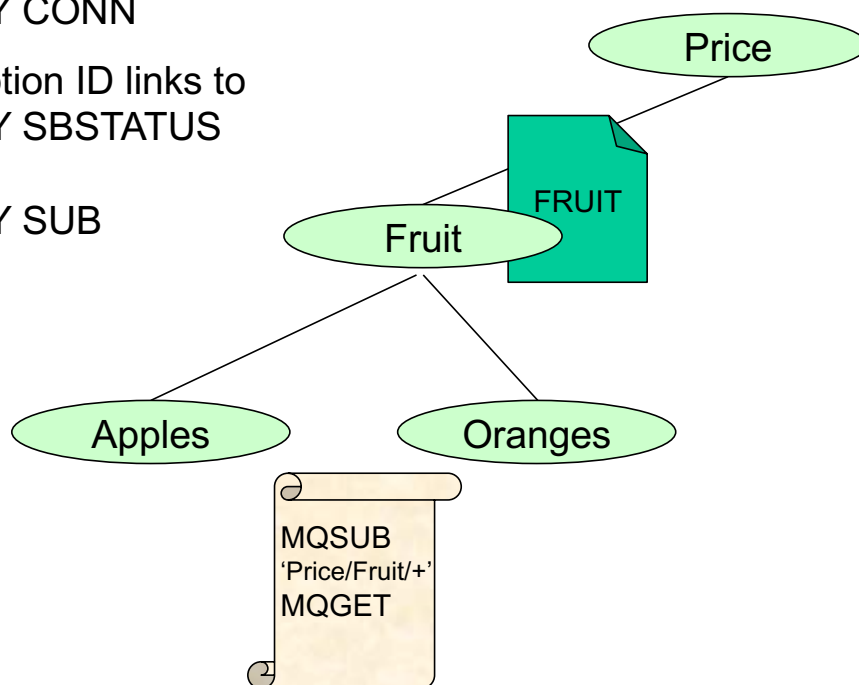 Y CONN
tion ID links to
Y SBSTATUS
Y SUB
Price
FRUIT
Fruit
Apples
Oranges
MQSUB
‘Price/Fruit/+’
MQGET